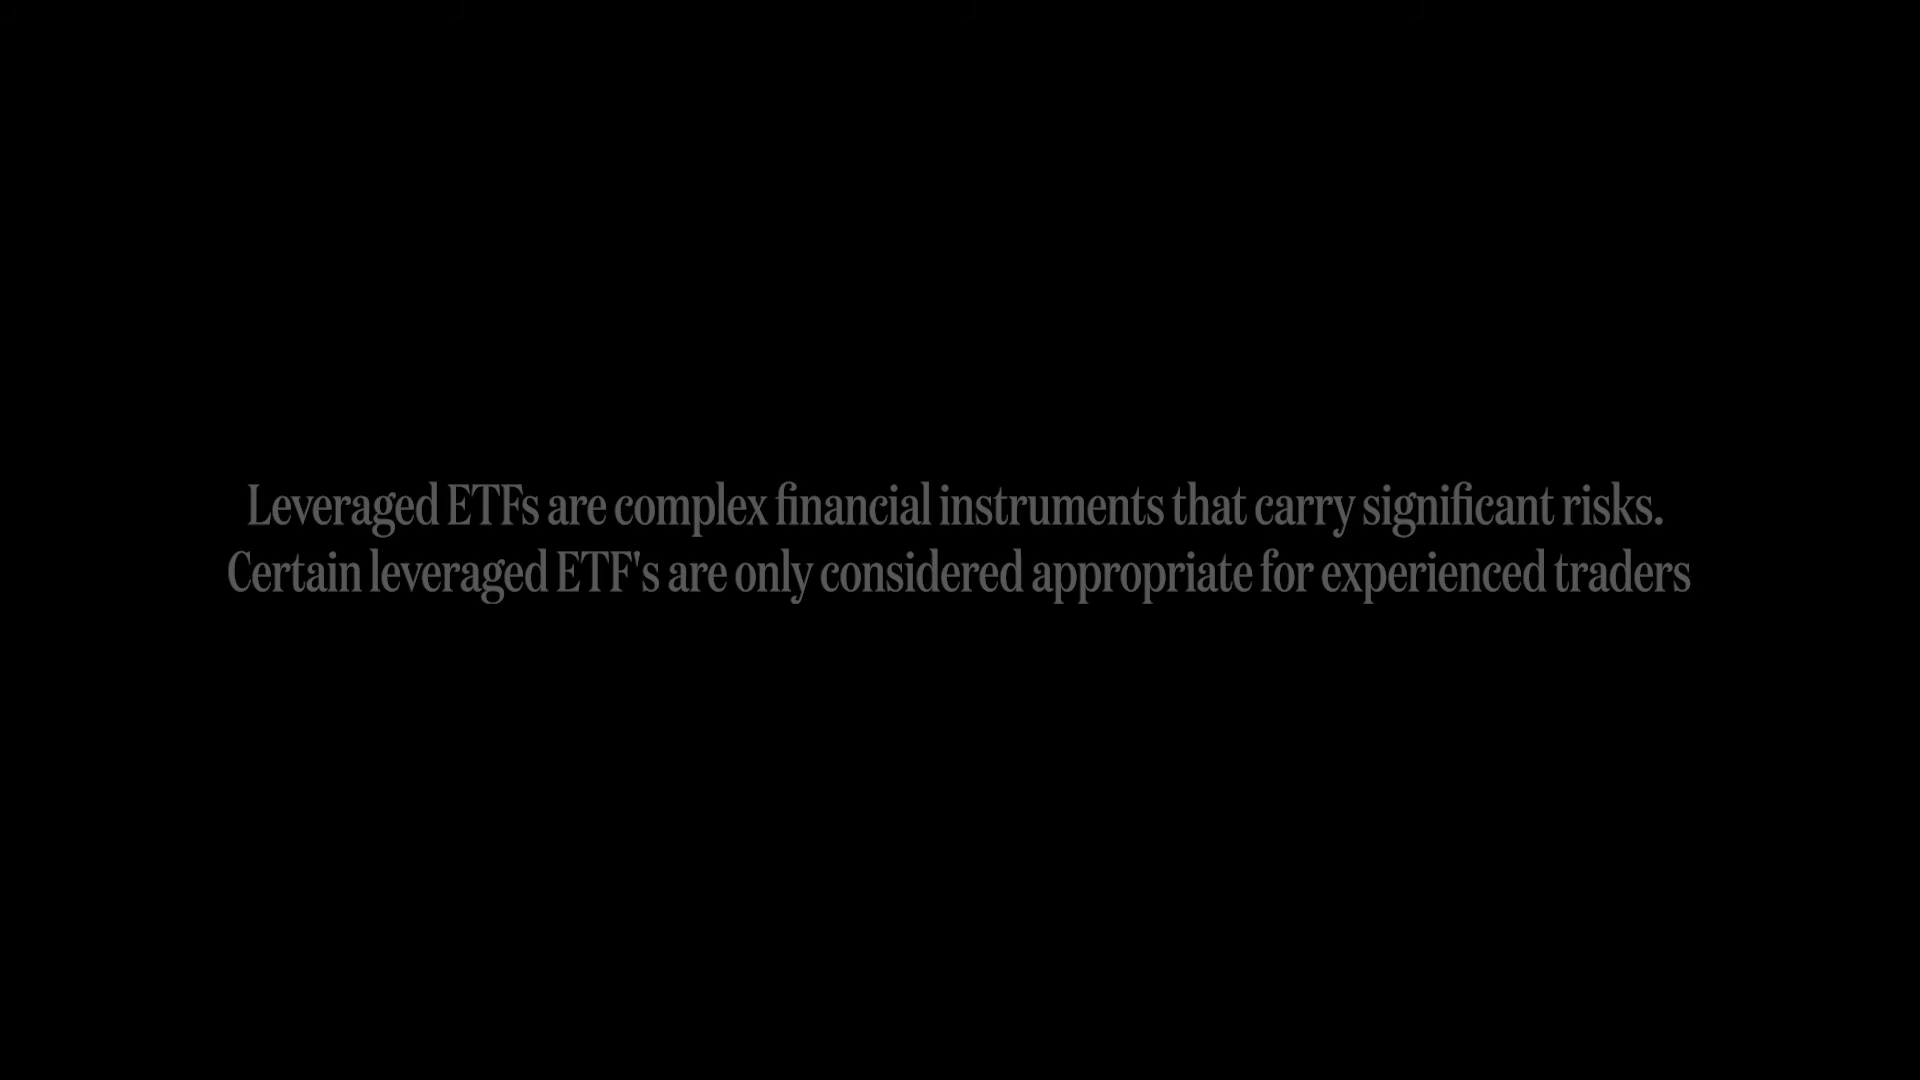 Leveraged ETFs are complex financial instruments that carry significant risks.
Certain leveraged ETF's are only considered appropriate for experienced traders